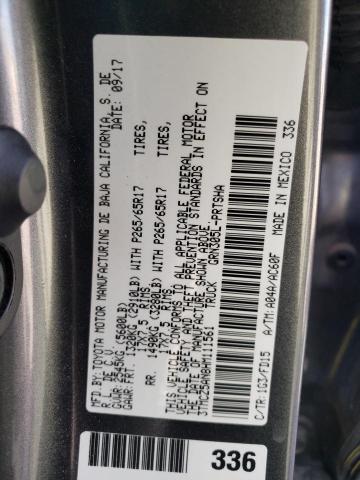 MFD.BY:TOYOTA MOTOR MANUFACTURING DE BAJA CALIFORNIA, S. DE
R.L. DE C.V. DATE: 09/17
GVWR: 2545KG (5600LB)
GAWR: FRT. 1320KG (2910LB) WITH P265/65R17 TIRES,
17X7.5 RIMS
RR. 1490KG (3280LB) WITH P265/65R17 TIRES,
17X7.5 RIMS
THIS VEHICLE CONFORMS TO ALL APPLICABLE FEDERAL MOTOR
VEHICLE SAFETY AND THEFT PREVENTION STANDARDS IN EFFECT ON
THE DATE OF MANUFACTURE SHOWN ABOVE.
TRUCK GRN305L-PRTSHA
C/TR:1G3/FD15 A/TM:A04A/AC60F MADE IN MEXICO 336
336